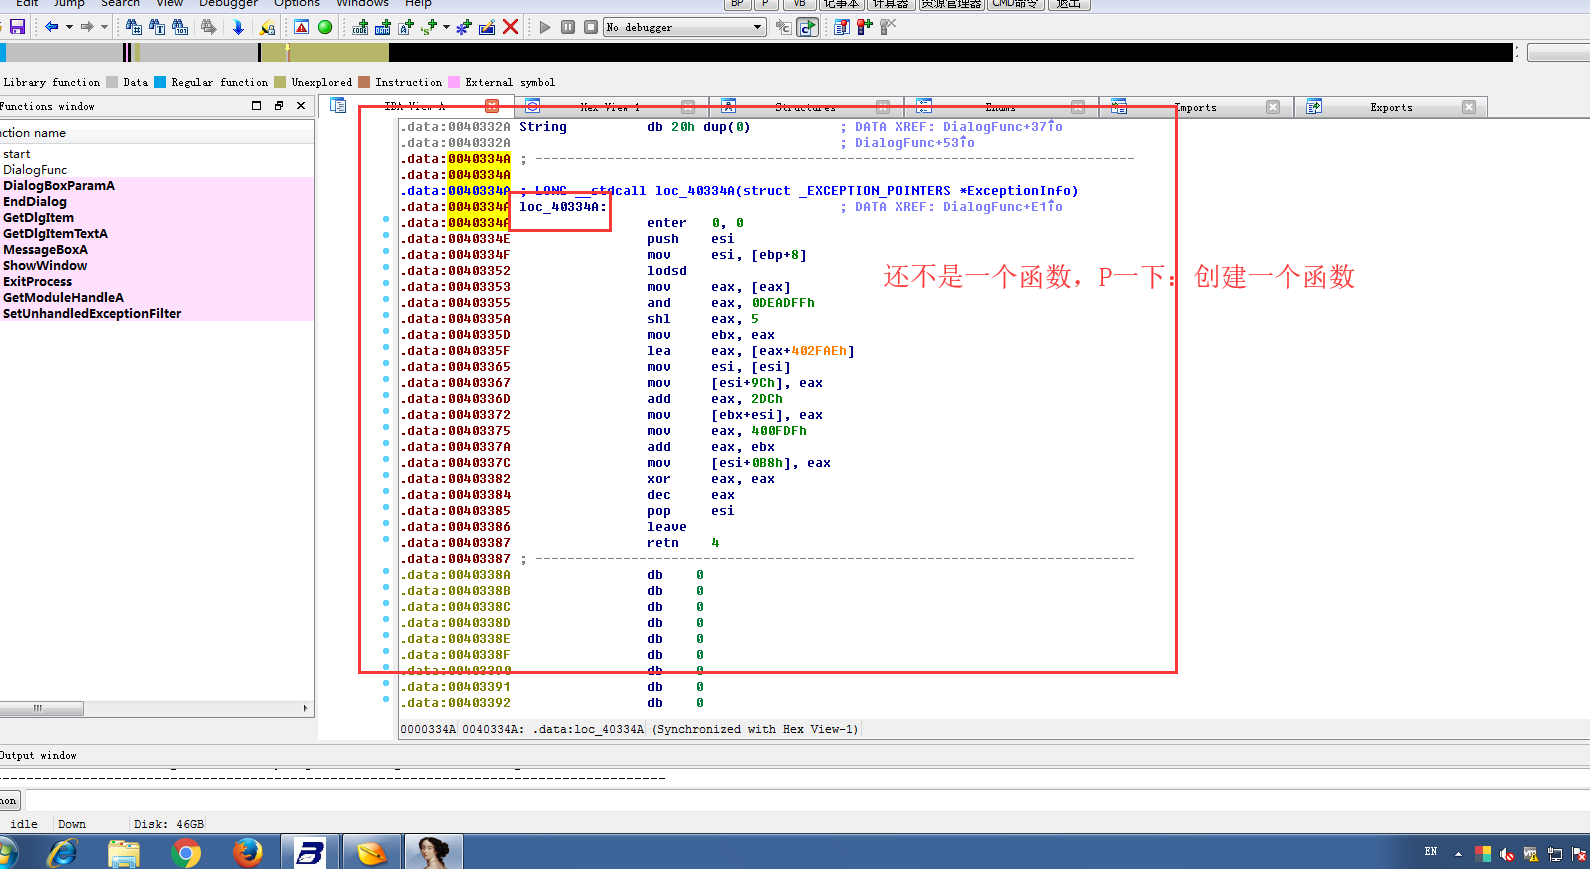 Edit Jump Search View Debugger Options Windows Help BP P VB 记事本 计算器 资源管理器 CMD命令 退出
No debugger
Library function Data Regular function Unexplored Instruction External symbol
Functions window
IDA View-A Hex View-1 Structures Enums Imports Exports
ction name
start
DialogFunc
DialogBoxParamA
EndDialog
GetDlgItem
GetDlgItemTextA
MessageBoxA
ShowWindow
ExitProcess
GetModuleHandleA
SetUnhandledExceptionFilter
.data:0040332A String db 20h dup(0) ; DATA XREF: DialogFunc+37↑o
.data:0040332A ; DialogFunc+53↑o
.data:0040334A ; ---------------------------------------------------------------------------
.data:0040334A
.data:0040334A ; LONG __stdcall loc_40334A(struct _EXCEPTION_POINTERS *ExceptionInfo)
.data:0040334A loc_40334A: ; DATA XREF: DialogFunc+E1↑o
.data:0040334A enter 0, 0
.data:0040334E push esi
.data:0040334F mov esi, [ebp+8]
.data:00403352 lodsd
.data:00403353 mov eax, [eax]
.data:00403355 and eax, 0DEADFFh
.data:0040335A shl eax, 5
.data:0040335D mov ebx, eax
.data:0040335F lea eax, [eax+402FAEh]
.data:00403365 mov esi, [esi]
.data:00403367 mov [esi+9Ch], eax
.data:0040336D add eax, 2DCh
.data:00403372 mov [ebx+esi], eax
.data:00403375 mov eax, 400FDFh
.data:0040337A add eax, ebx
.data:0040337C mov [esi+0B8h], eax
.data:00403382 xor eax, eax
.data:00403384 dec eax
.data:00403385 pop esi
.data:00403386 leave
.data:00403387 retn 4
.data:00403387 ; ---------------------------------------------------------------------------
.data:0040338A db 0
.data:0040338B db 0
.data:0040338C db 0
.data:0040338D db 0
.data:0040338E db 0
.data:0040338F db 0
.data:00403390 db 0
.data:00403391 db 0
.data:00403392 db 0
还不是一个函数，P一下：创建一个函数
0000334A 0040334A: .data:loc_40334A (Synchronized with Hex View-1)
Output window
hon
idle Down Disk: 46GB
EN